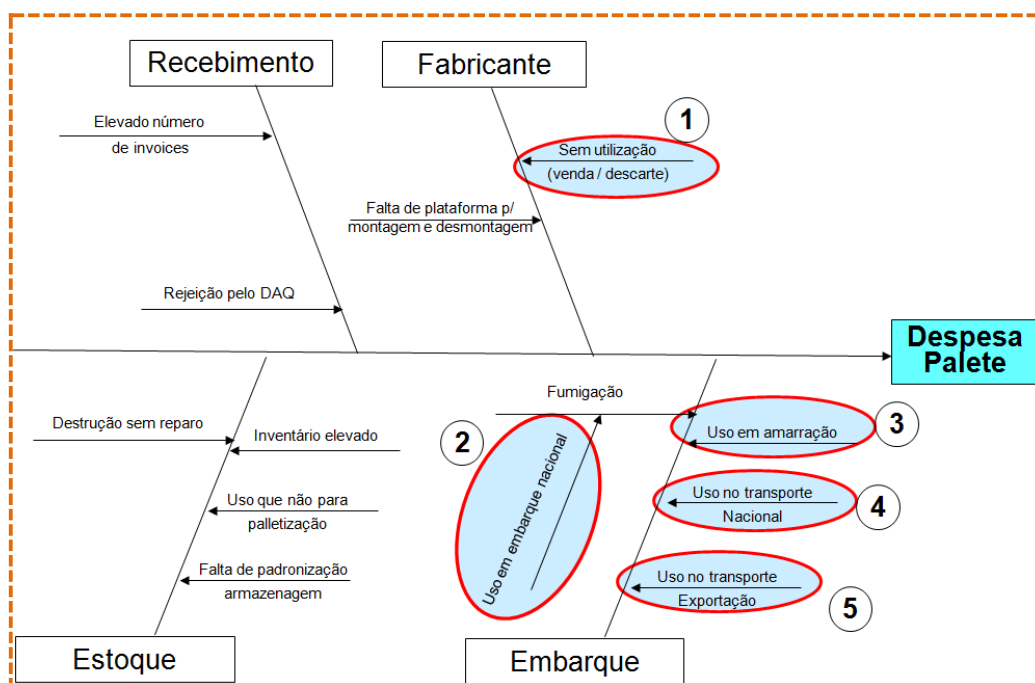 Recebimento
Fabricante
Elevado número
de invoices
1
Sem utilização
(venda / descarte)
Falta de plataforma p/
montagem e desmontagem
Rejeição pelo DAQ
Despesa
Palete
Fumigação
Destruição sem reparo
Inventário elevado
2
Uso em embarque nacional
3
Uso em amarração
Uso que não para
palletização
Uso no transporte
Nacional
4
Falta de padronização
armazenagem
Uso no transporte
Exportação
5
Estoque
Embarque